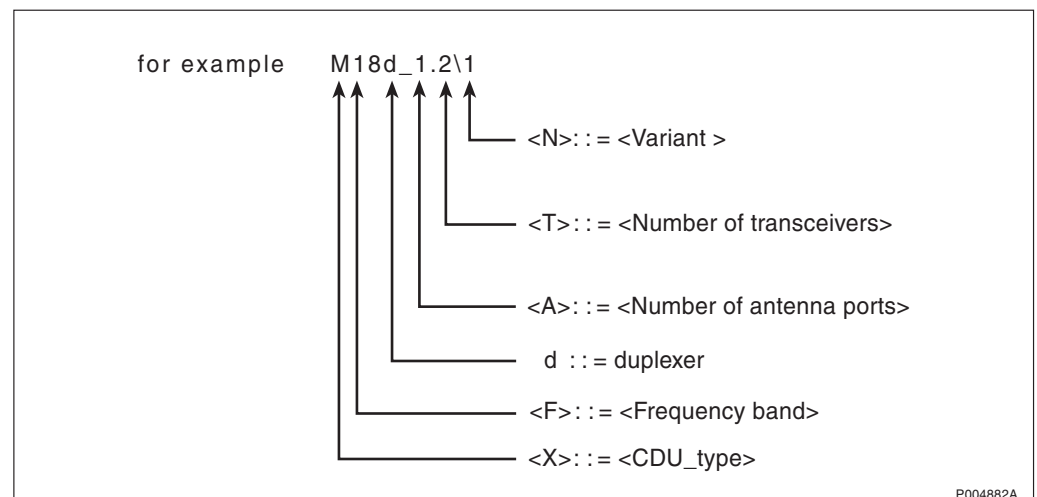 for example M18d_1.2\1
<N>::= <Variant >
<T>::= <Number of transceivers>
<A>::= <Number of antenna ports>
d ::= duplexer
<F>::= <Frequency band>
<X>::= <CDU_type>
P004882A